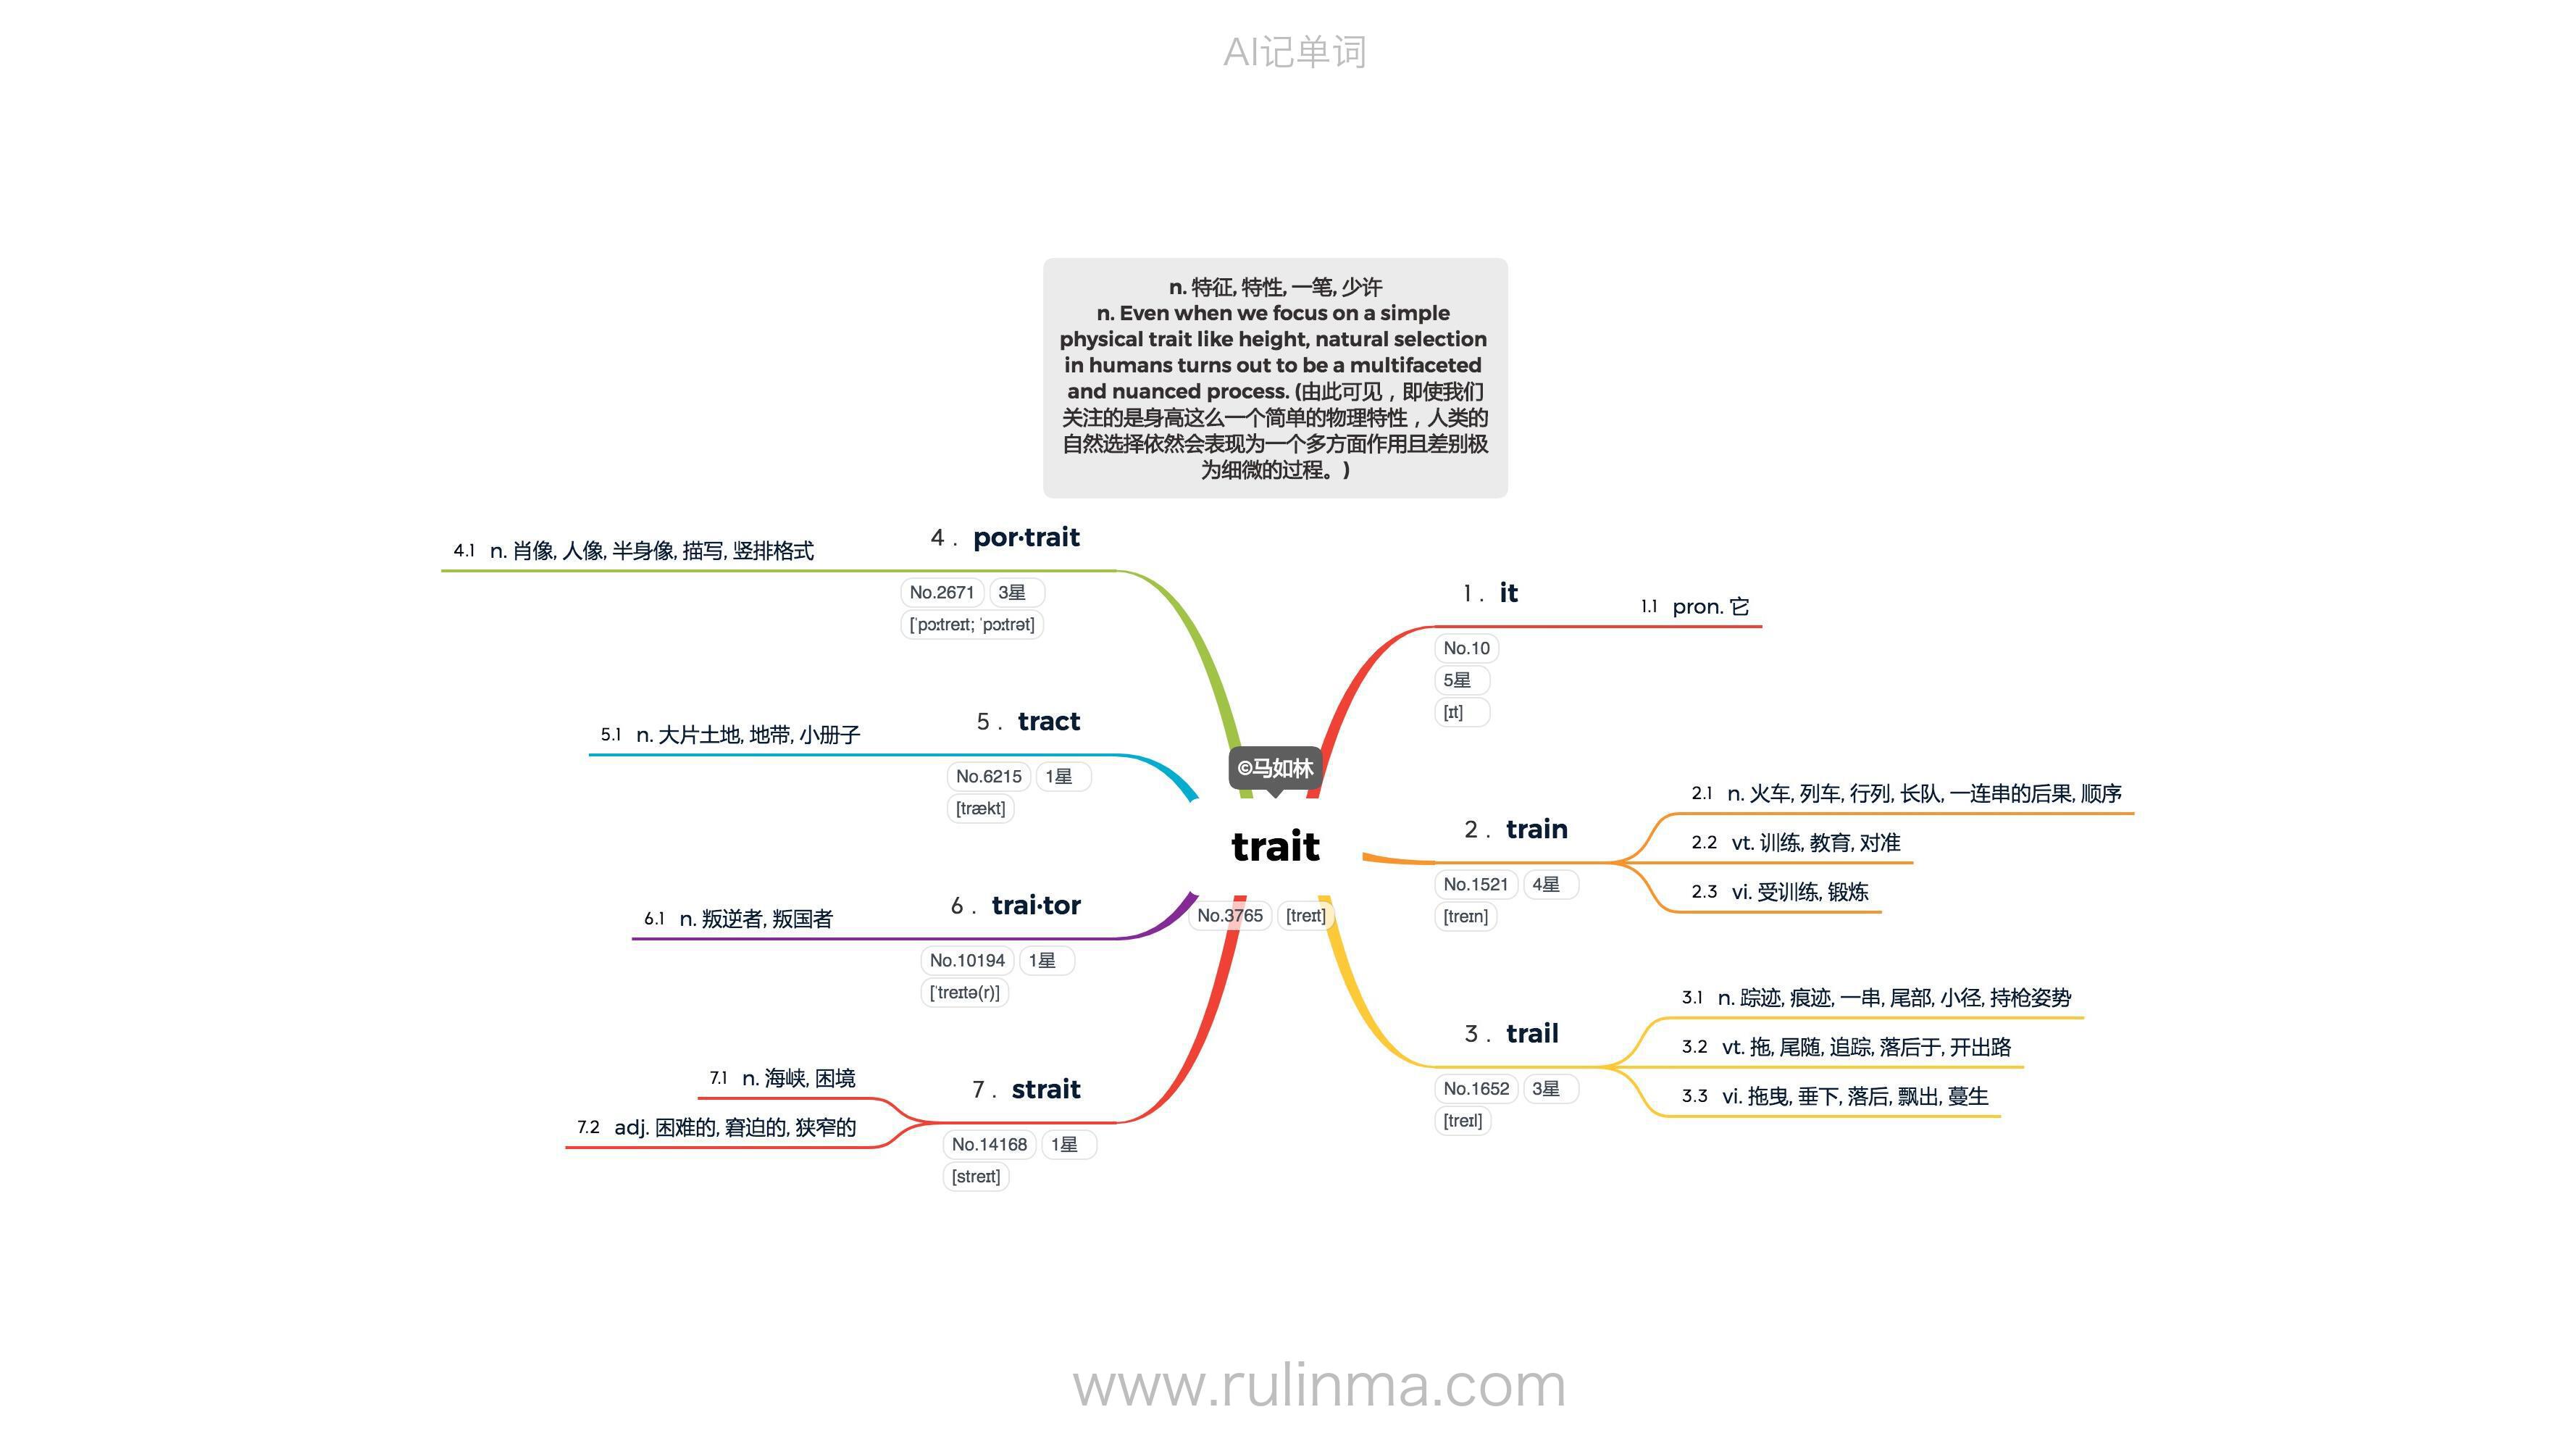 AI记单词
n. 特征, 特性, 一笔, 少许
n. Even when we focus on a simple
physical trait like height, natural selection
in humans turns out to be a multifaceted
and nuanced process. (由此可见，即使我们
关注的是身高这么一个简单的物理特性，人类的
自然选择依然会表现为一个多方面作用且差别极
为细微的过程。)
©马如林
trait
No.3765 [treɪt]
1. it
No.10
5星
[ɪt]
1.1 pron. 它
2. train
No.1521 4星
[treɪn]
2.1 n. 火车, 列车, 行列, 长队, 一连串的后果, 顺序
2.2 vt. 训练, 教育, 对准
2.3 vi. 受训练, 锻炼
3. trail
No.1652 3星
[treɪl]
3.1 n. 踪迹, 痕迹, 一串, 尾部, 小径, 持枪姿势
3.2 vt. 拖, 尾随, 追踪, 落后于, 开出路
3.3 vi. 拖曳, 垂下, 落后, 飘出, 蔓生
4. por·trait
No.2671 3星
[ˈpɔːtreɪt; ˈpɔːtrət]
4.1 n. 肖像, 人像, 半身像, 描写, 竖排格式
5. tract
No.6215 1星
[trækt]
5.1 n. 大片土地, 地带, 小册子
6. trai·tor
No.10194 1星
[ˈtreɪtə(r)]
6.1 n. 叛逆者, 叛国者
7. strait
No.14168 1星
[streɪt]
7.1 n. 海峡, 困境
7.2 adj. 困难的, 窘迫的, 狭窄的
www.rulinma.com